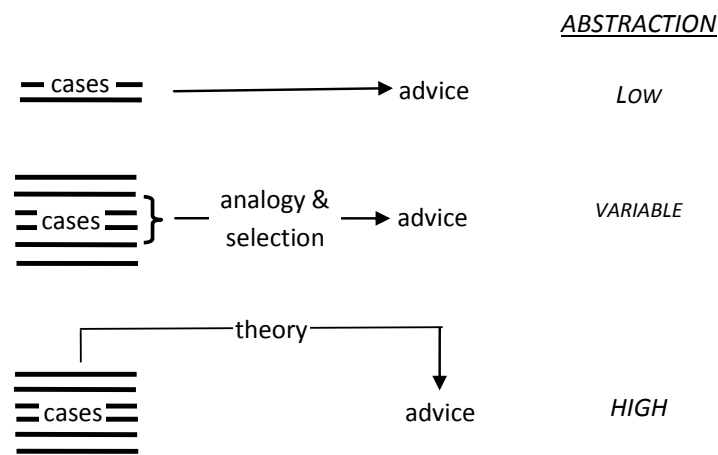 ABSTRACTION
cases
advice
LOW
cases
analogy &
selection
advice
VARIABLE
theory
cases
advice
HIGH